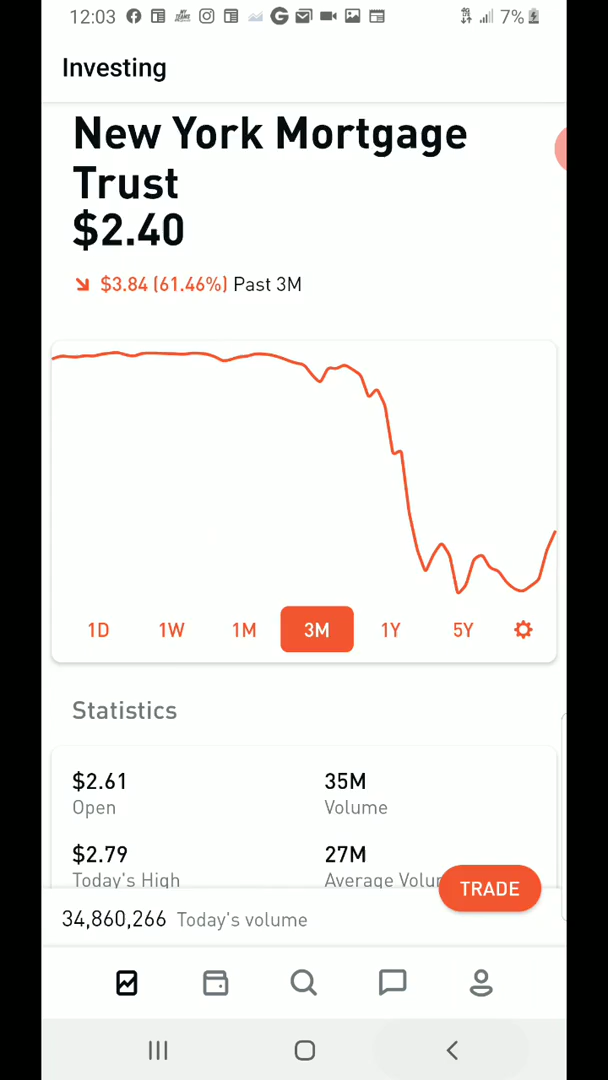 12:03 7%
Investing
New York Mortgage
Trust
$2.40
$3.84 (61.46%) Past 3M
1D 1W 1M 3M 1Y 5Y
Statistics
$2.61 35M
Open Volume
$2.79 27M
Today's High Average Volu
TRADE
34,860,266 Today's volume